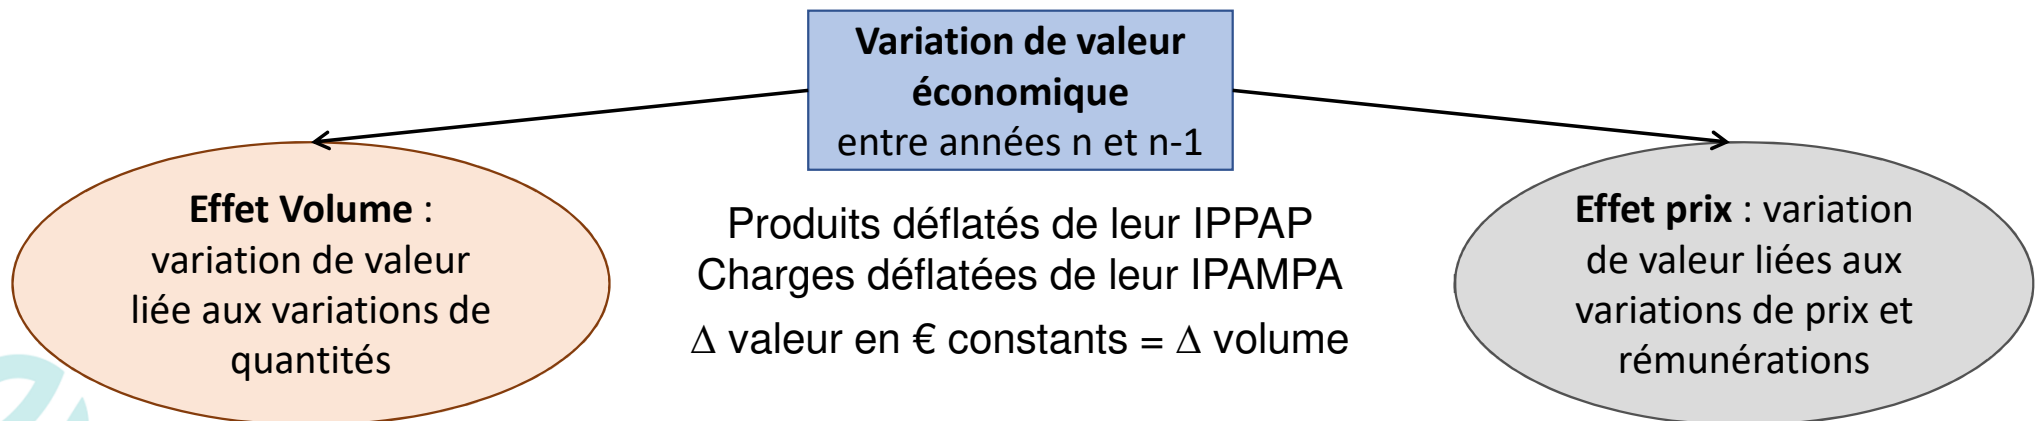 Variation de valeur
économique
entre années n et n-1
Effet Volume :
variation de valeur
liée aux variations de
quantités
Produits déflatés de leur IPPAP
Charges déflatées de leur IPAMPA
Δ valeur en € constants = Δ volume
Effet prix : variation
de valeur liées aux
variations de prix et
rémunérations